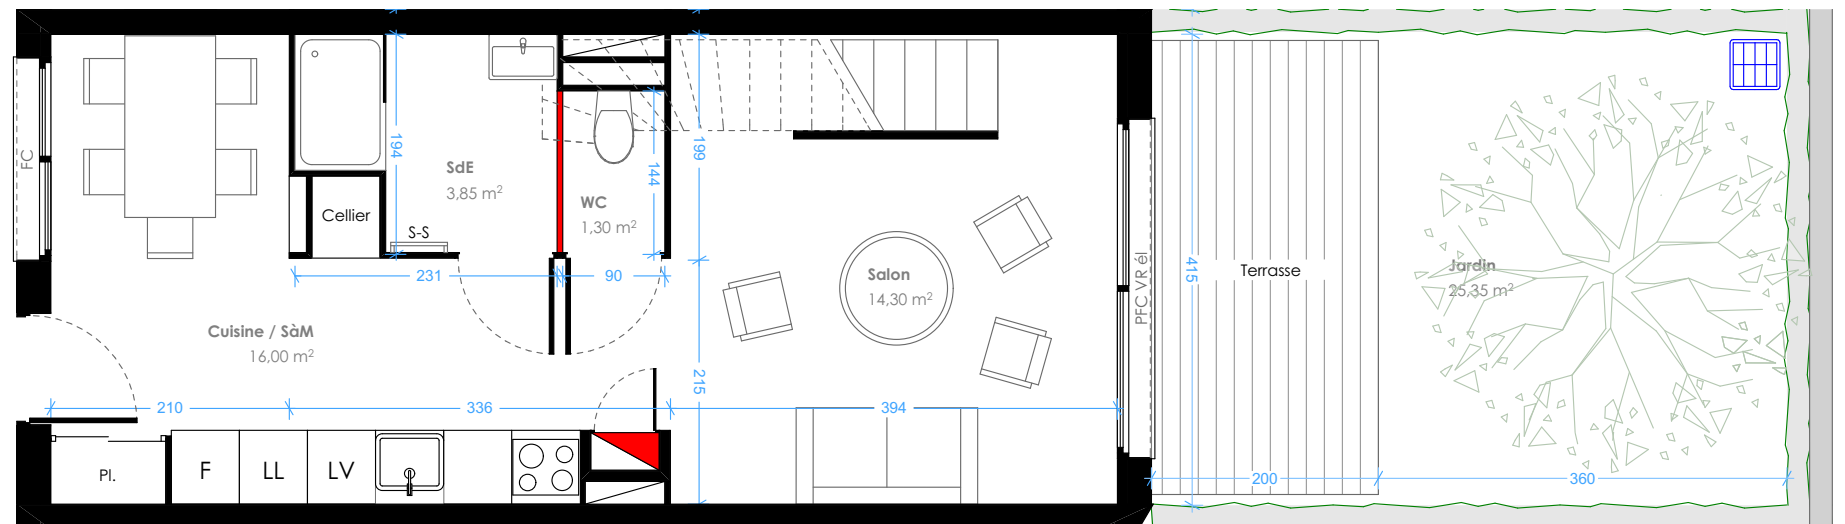 FC
Cellier
194
SdE
3,85 m²
S-S
WC
1,30 m²
144
199
231
90
Cuisine / SàM
16,00 m²
Salon
14,30 m²
215
210
336
394
Pl.
F
LL
LV
PFC VR él
415
Terrasse
Jardin
25,35 m²
200
360